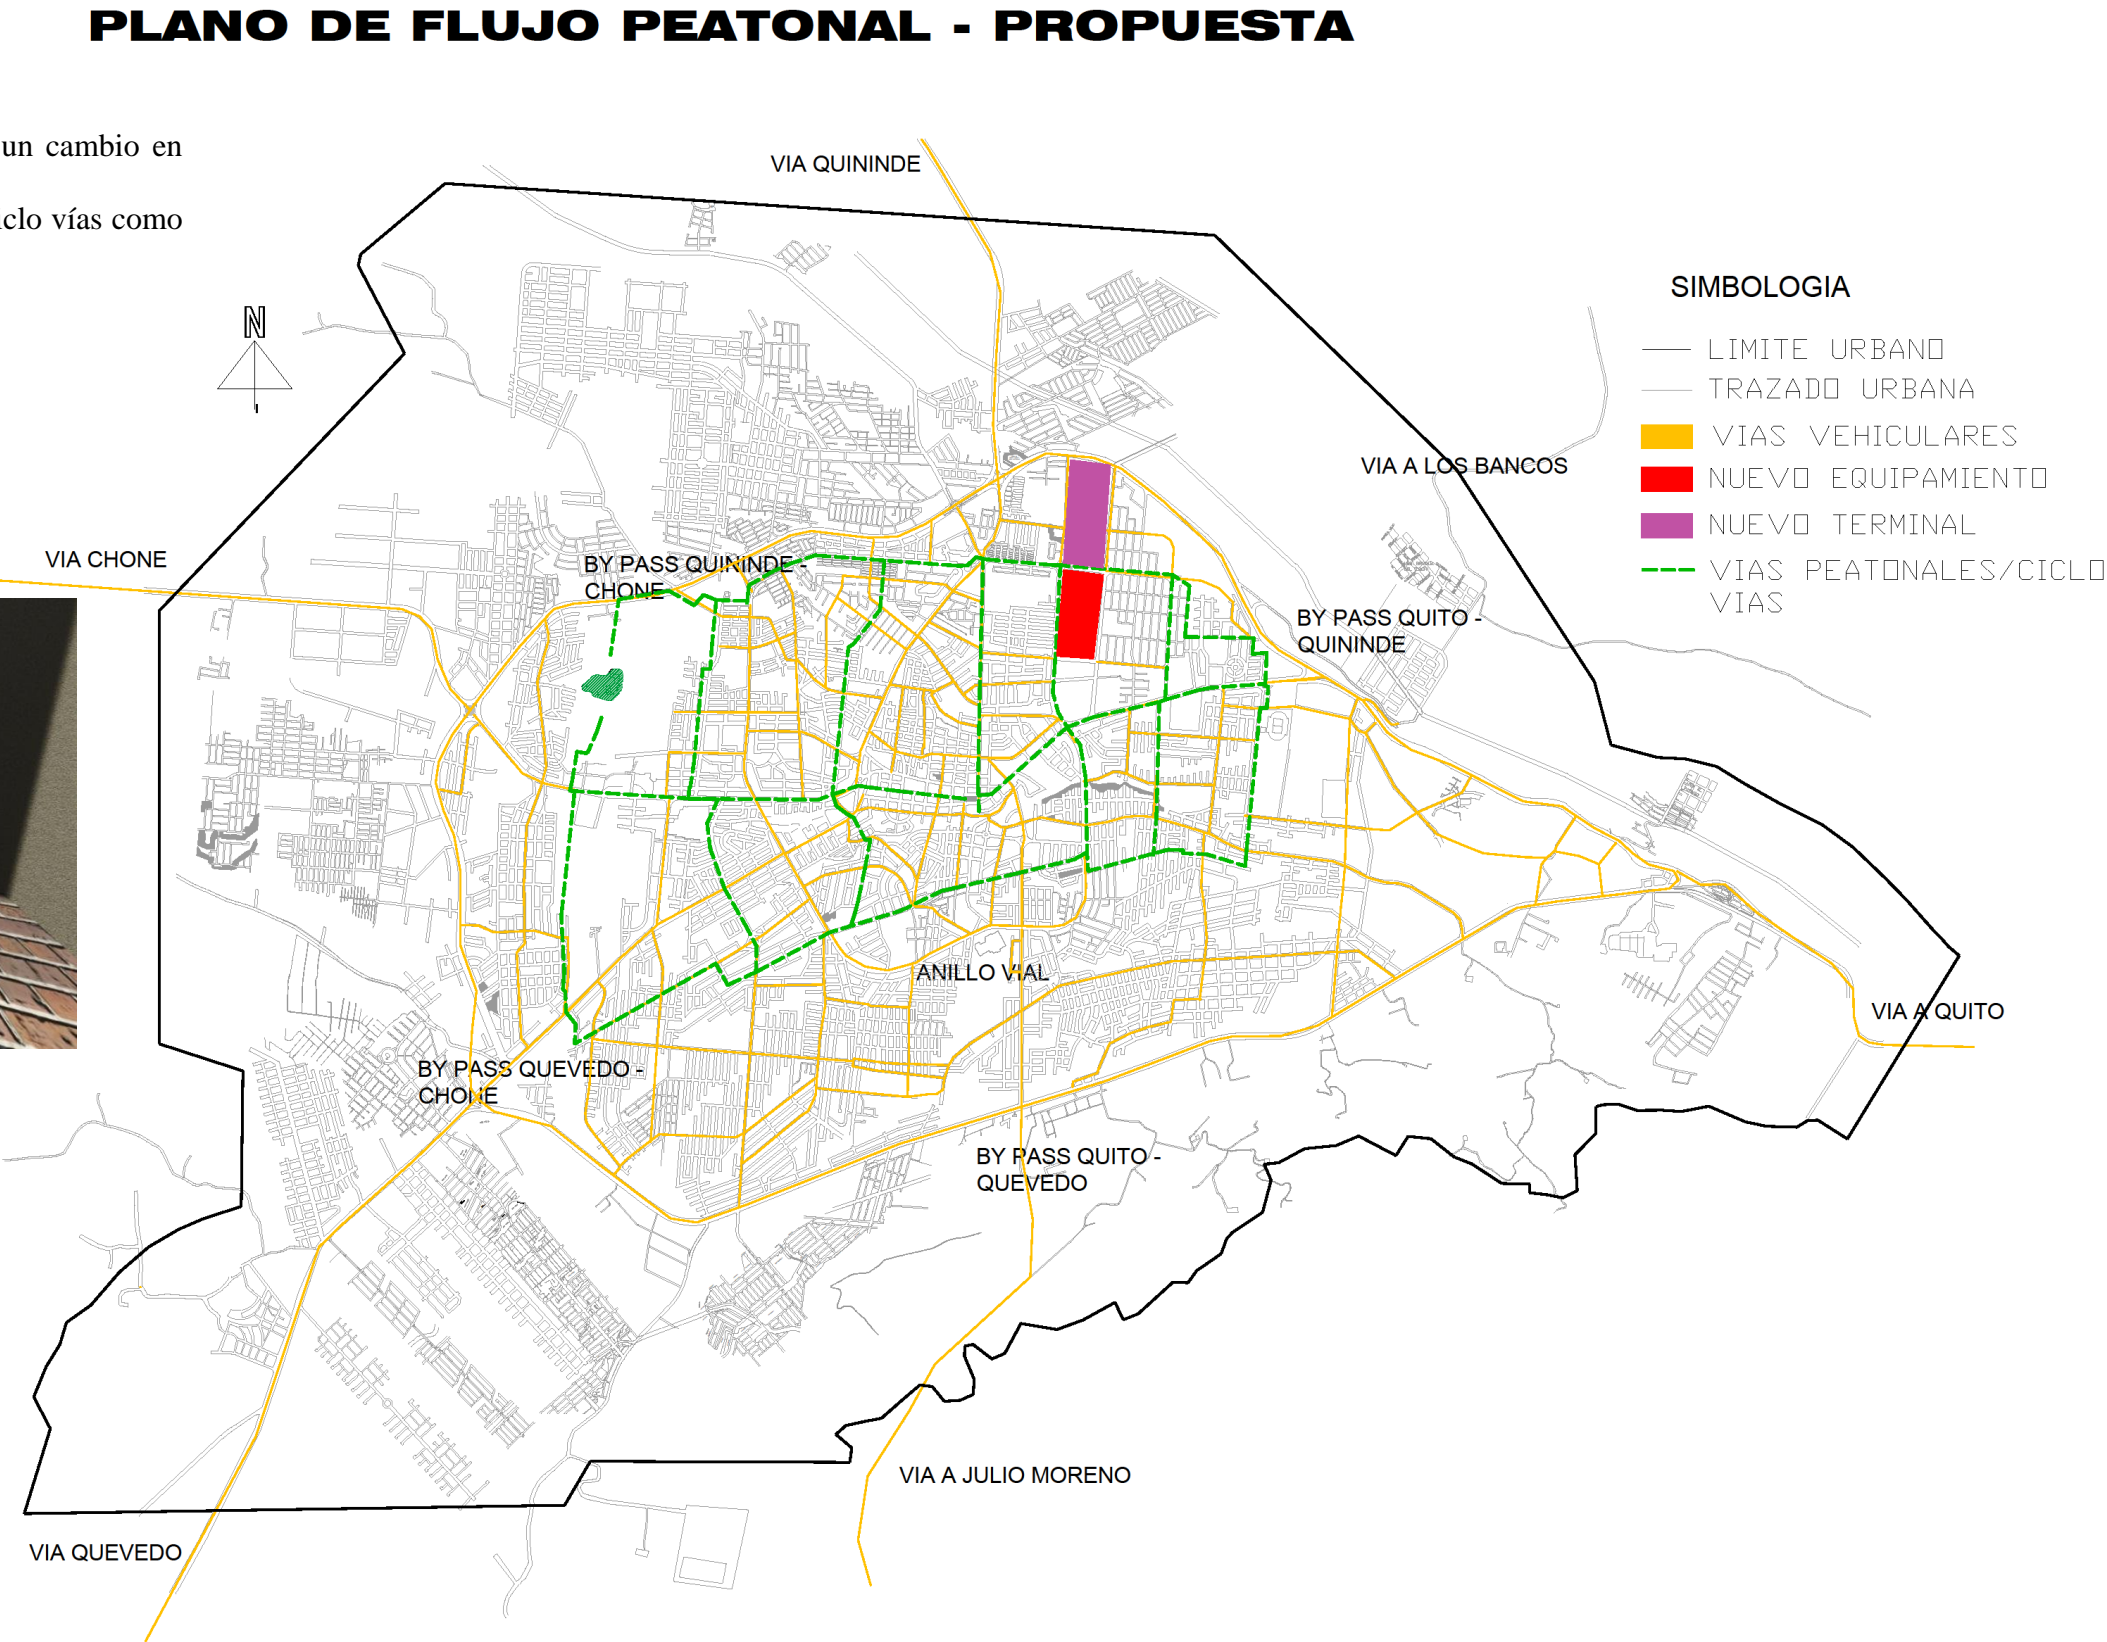 PLANO DE FLUJO PEATONAL - PROPUESTA
un cambio en
iclo vías como
VIA QUININDE
N
SIMBOLOGIA
LIMITE URBANO
TRAZADO URBANA
VIAS VEHICULARES
NUEVO EQUIPAMIENTO
NUEVO TERMINAL
VIAS PEATONALES/CICLO
VIAS
VIA A LOS BANCOS
VIA CHONE
BY PASS QUININDE -
CHONE
BY PASS QUITO -
QUININDE
ANILLO VIAL
VIA A QUITO
BY PASS QUEVEDO -
CHONE
BY PASS QUITO -
QUEVEDO
VIA A JULIO MORENO
VIA QUEVEDO